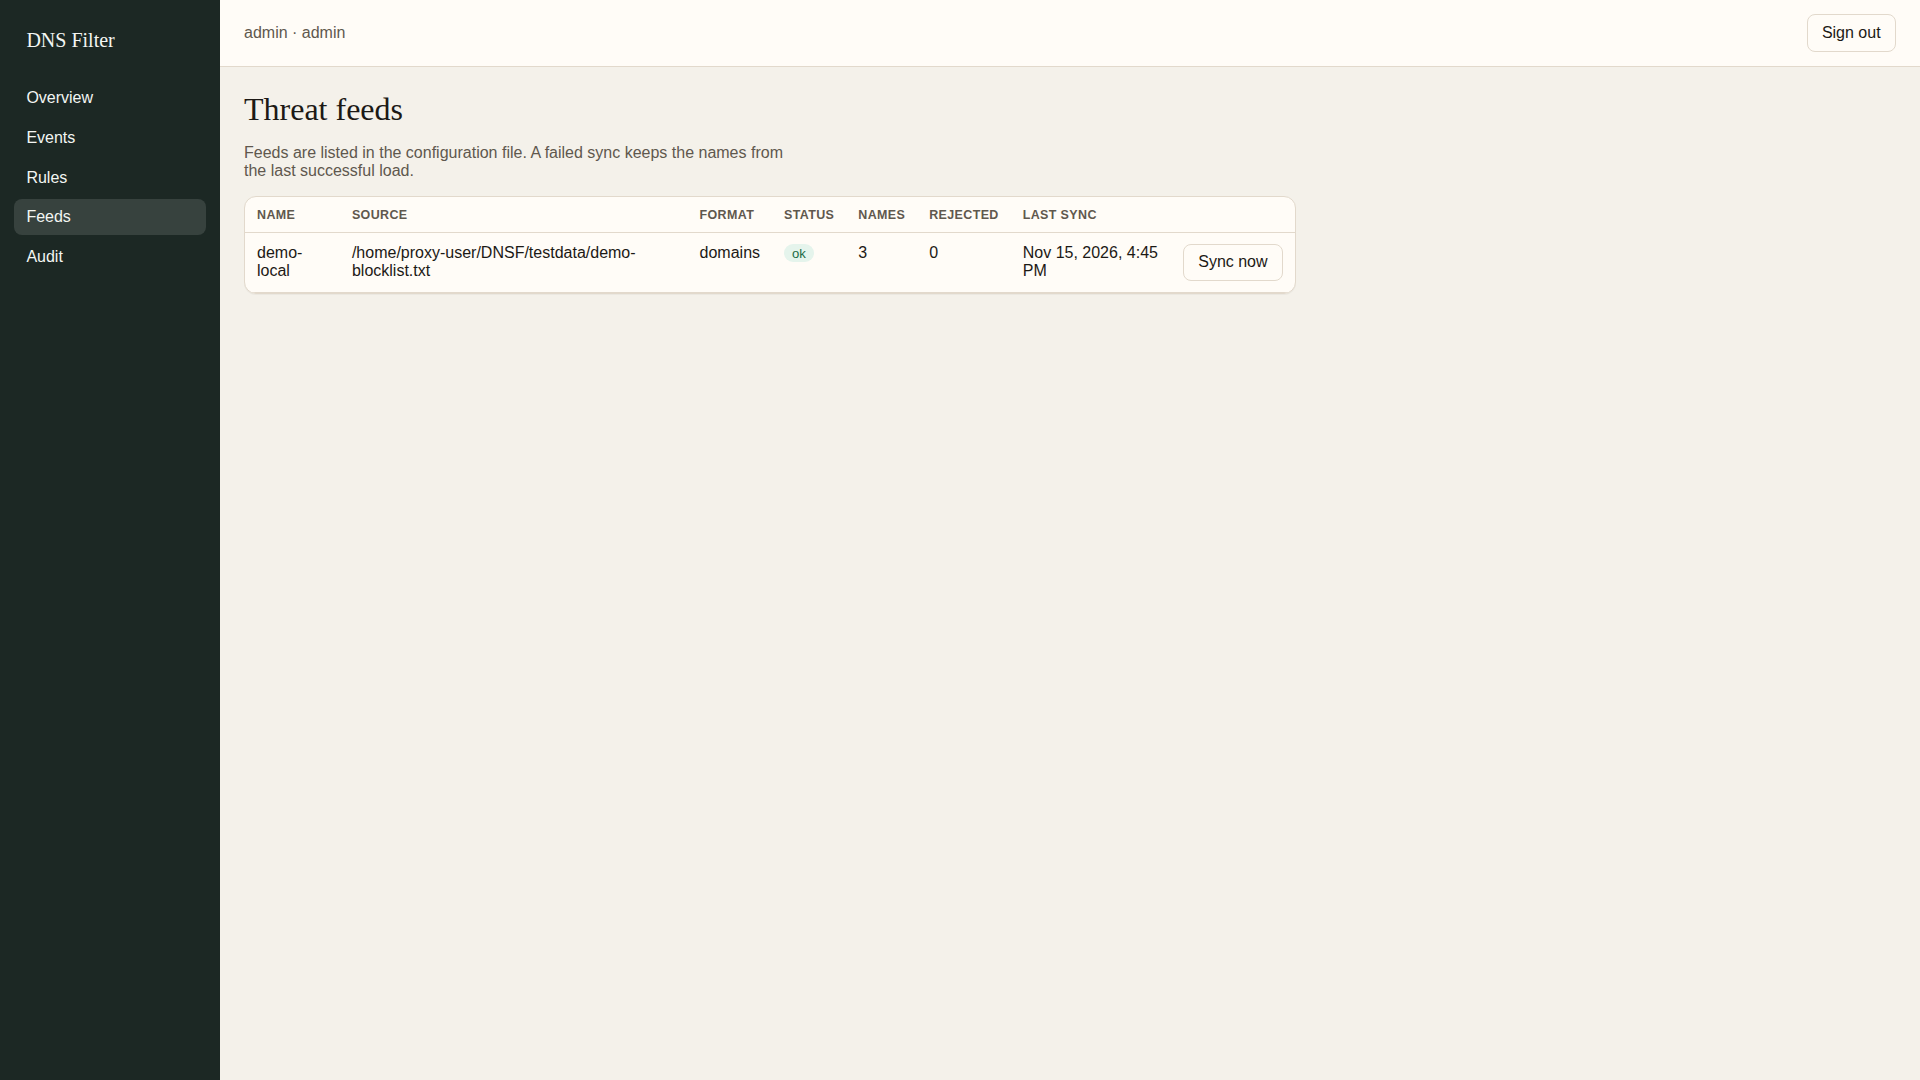 DNS Filter
Overview
Events
Rules
Feeds
Audit
admin · admin
Sign out
Threat feeds
Feeds are listed in the configuration file. A failed sync keeps the names from
the last successful load.
NAME SOURCE FORMAT STATUS NAMES REJECTED LAST SYNC
demo- /home/proxy-user/DNSF/testdata/demo- domains ok 3 0 Nov 15, 2026, 4:45 Sync now
local blocklist.txt PM